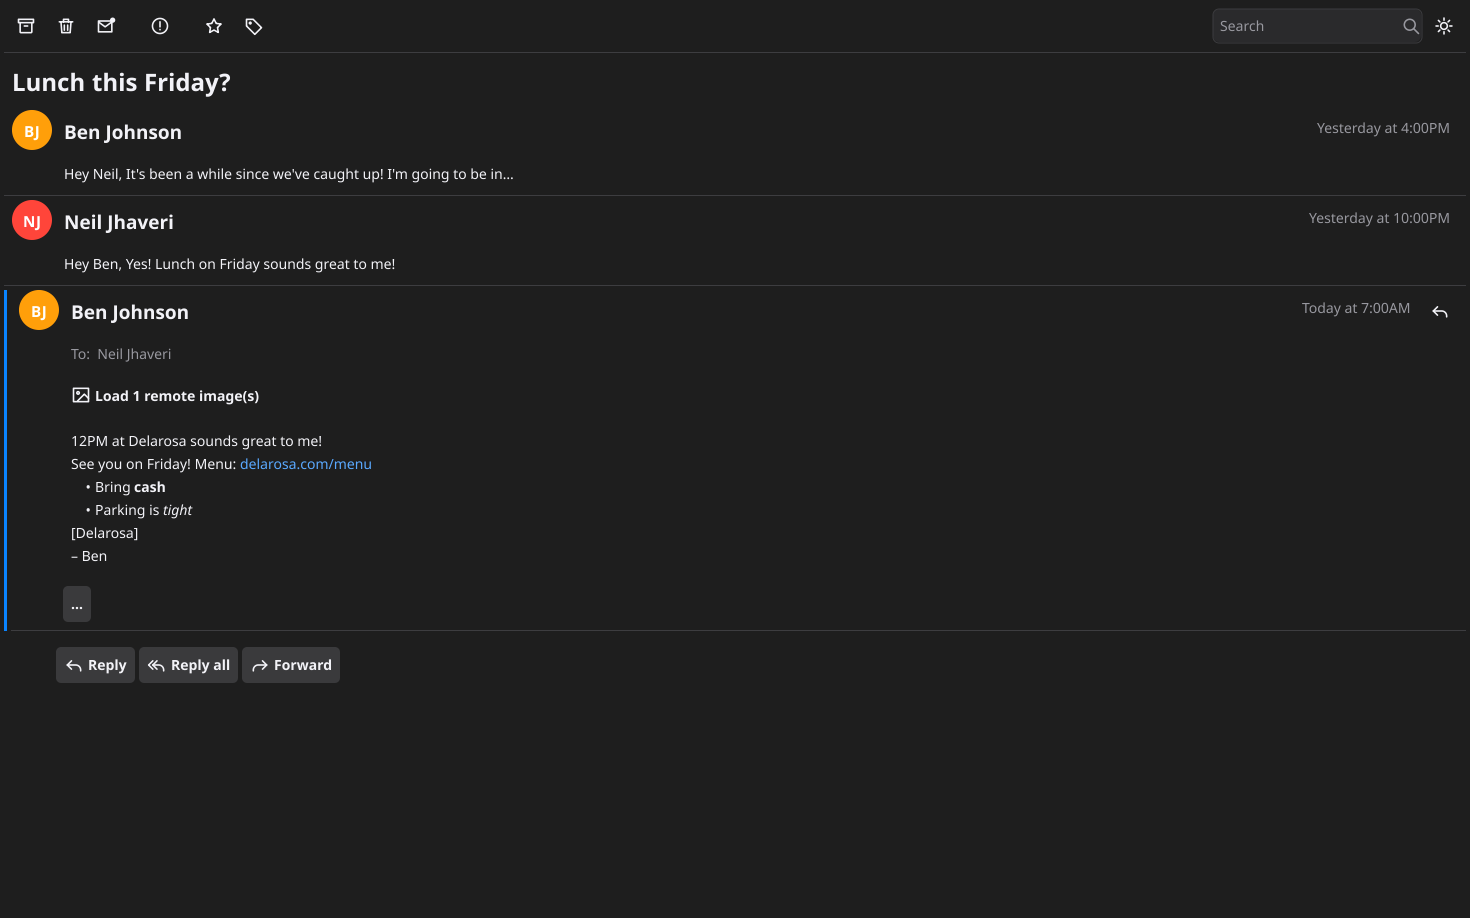 Search
Lunch this Friday?
BJ
Ben Johnson
Yesterday at 4:00PM
Hey Neil, It's been a while since we've caught up! I'm going to be in...
NJ
Neil Jhaveri
Yesterday at 10:00PM
Hey Ben, Yes! Lunch on Friday sounds great to me!
BJ
Ben Johnson
Today at 7:00AM
To: Neil Jhaveri
Load 1 remote image(s)
12PM at Delarosa sounds great to me!
See you on Friday! Menu: delarosa.com/menu
• Bring cash
• Parking is tight
[Delarosa]
– Ben
...
Reply
Reply all
Forward